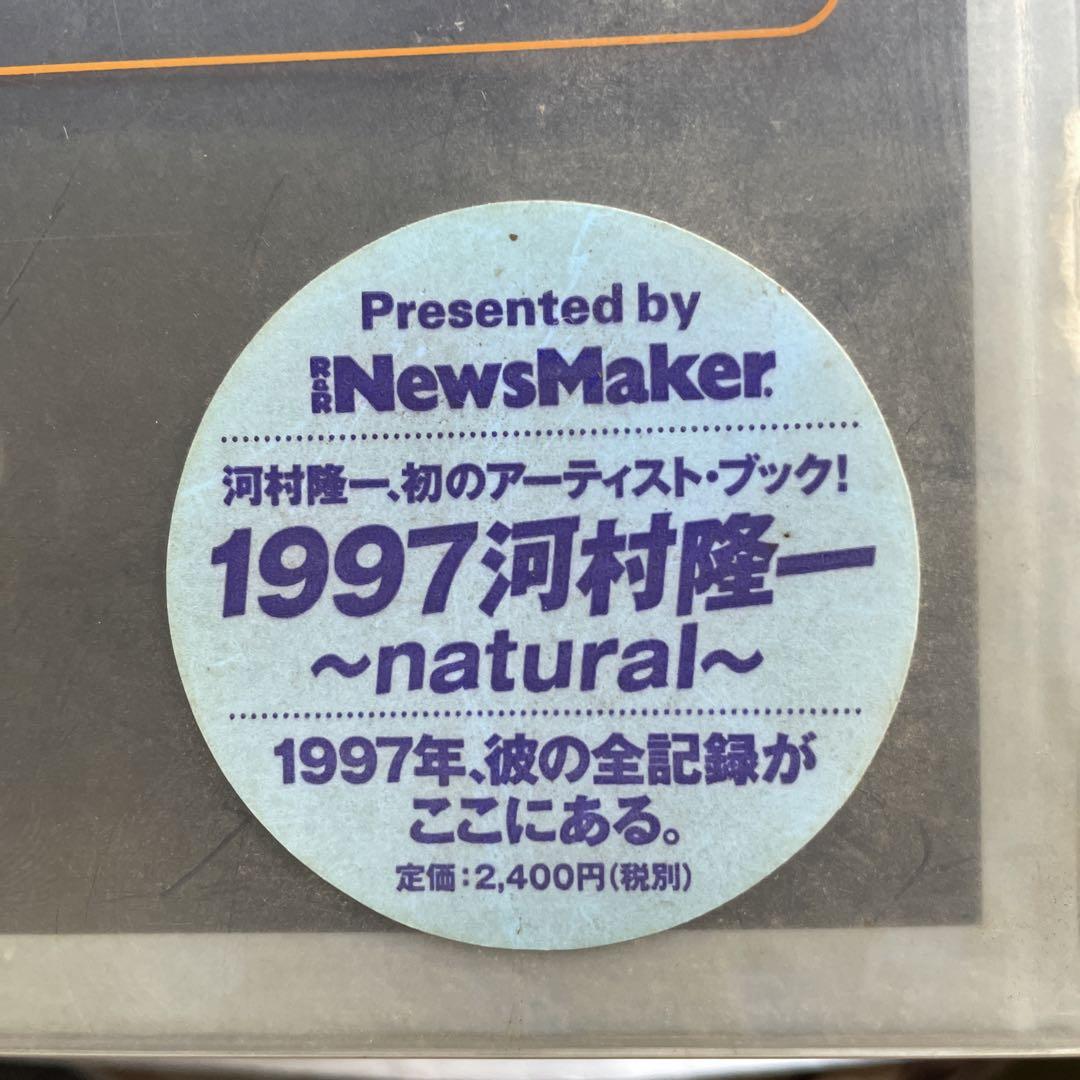 Presented by
R&R NewsMaker.
河村隆一、初のアーティスト・ブック!
1997河村隆一
~natural~
1997年、彼の全記録が
ここにある。
定価:2,400円(税別)